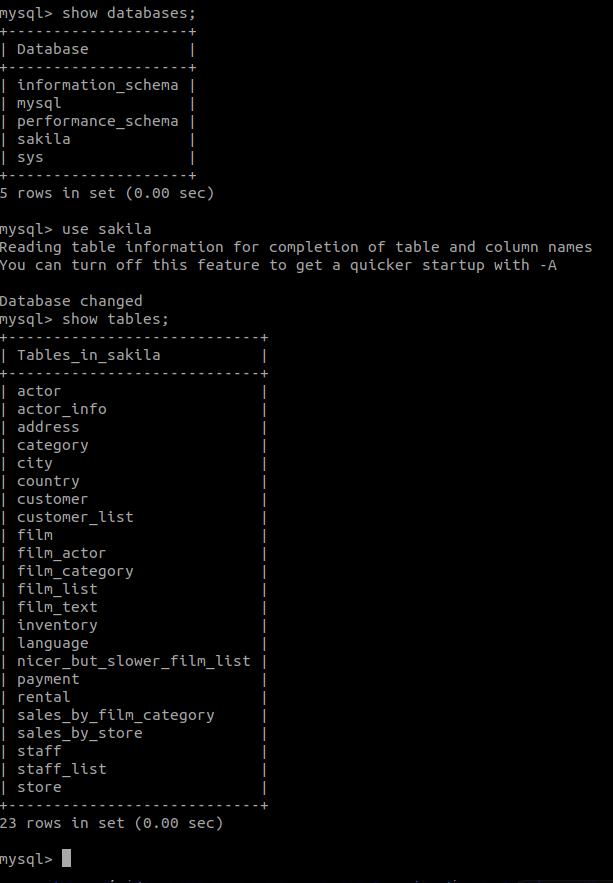 mysql> show databases;
+--------------------+
| Database           |
+--------------------+
| information_schema |
| mysql              |
| performance_schema |
| sakila             |
| sys                |
+--------------------+
5 rows in set (0.00 sec)

mysql> use sakila
Reading table information for completion of table and column names
You can turn off this feature to get a quicker startup with -A

Database changed
mysql> show tables;
+----------------------------+
| Tables_in_sakila           |
+----------------------------+
| actor                      |
| actor_info                 |
| address                    |
| category                   |
| city                       |
| country                    |
| customer                   |
| customer_list              |
| film                       |
| film_actor                 |
| film_category              |
| film_list                  |
| film_text                  |
| inventory                  |
| language                   |
| nicer_but_slower_film_list |
| payment                    |
| rental                     |
| sales_by_film_category     |
| sales_by_store             |
| staff                      |
| staff_list                 |
| store                      |
+----------------------------+
23 rows in set (0.00 sec)

mysql>